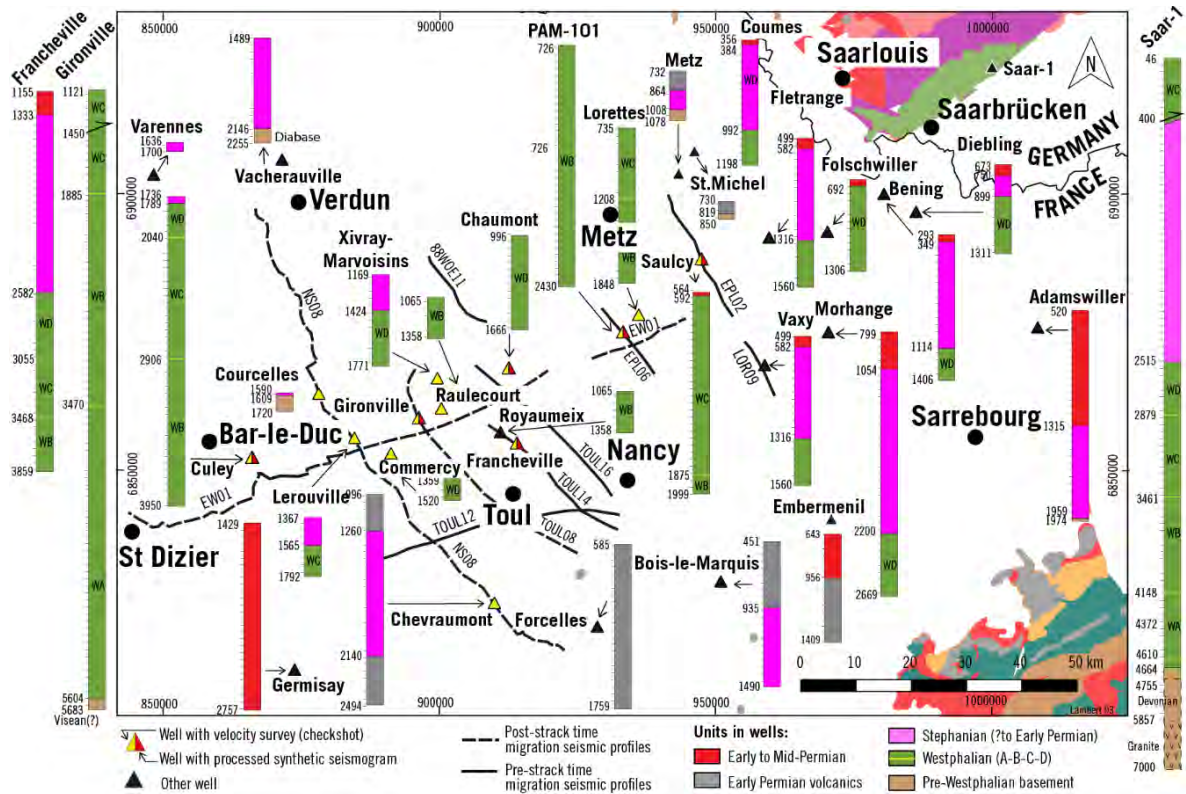 850000
900000
950000
1000000
Francheville
Gironville
1155
1333
2582
WD
3055
WC
3468
WB
3859
1121
WC
1450
WC
1885
WB
3470
WA
5604
5683
Visean(?)
Varennes
1636
1700
1736
1789
WD
2040
WC
2906
WB
3950
1489
2146
2255
Diabase
Vacherauville
Verdun
6900000
Xivray-
Marvoisins
1169
1424
WD
1771
88WOE11
1065
WB
1358
Chaumont
996
WD
1666
PAM-101
726
726
WB
2430
Lorettes
735
WC
1208
WB
1848
Metz
732
864
1008
1078
Metz
St.Michel
730
819
850
Coumes
356
384
992
1198
Saarlouis
Saar-1
N
Saarbrücken
GERMANY
FRANCE
Fletrange
499
582
1316
1560
Folschwiller
692
WD
1306
Bening
293
349
1114
WD
1406
Diebling
673
899
WD
1311
6900000
Saar-1
46
WC
400
2515
WD
2879
WC
3461
WB
4148
WA
4372
4610
4664
4755
Devonian
5857
Granite
7000
NS08
Courcelles
1590
1609
1720
Gironville
Raulecourt
Royaumeix
1065
WB
1358
Saulcy
564
592
WC
1875
WB
1999
EPL02
EW01
EPL06
LOR09
Vaxy
499
582
1316
1560
Morhange
799
1054
2200
WD
2669
Adamswiller
520
1315
1959
1974
Sarrebourg
Bar-le-Duc
Culey
EW01
Francheville
Nancy
TOUL16
TOUL14
TOUL12
TOUL08
Commercy
1359
WD
1520
Toul
6850000
6850000
St Dizier
Lerouville
1367
1565
WC
1792
1429
2757
Germisay
896
1260
2140
2494
NS08
Chevraumont
585
Forcelles
1759
Bois-le-Marquis
451
935
1490
Embermenil
643
956
1409
0 10 20 30 40 50 km
Lambert 93
850000
900000
950000
1000000
Well with velocity survey (checkshot)
Well with processed synthetic seismogram
Other well
Post-strack time
migration seismic profiles
Pre-strack time
migration seismic profiles
Units in wells:
Early to Mid-Permian
Early Permian volcanics
Stephanian (?to Early Permian)
Westphalian (A-B-C-D)
Pre-Westphalian basement